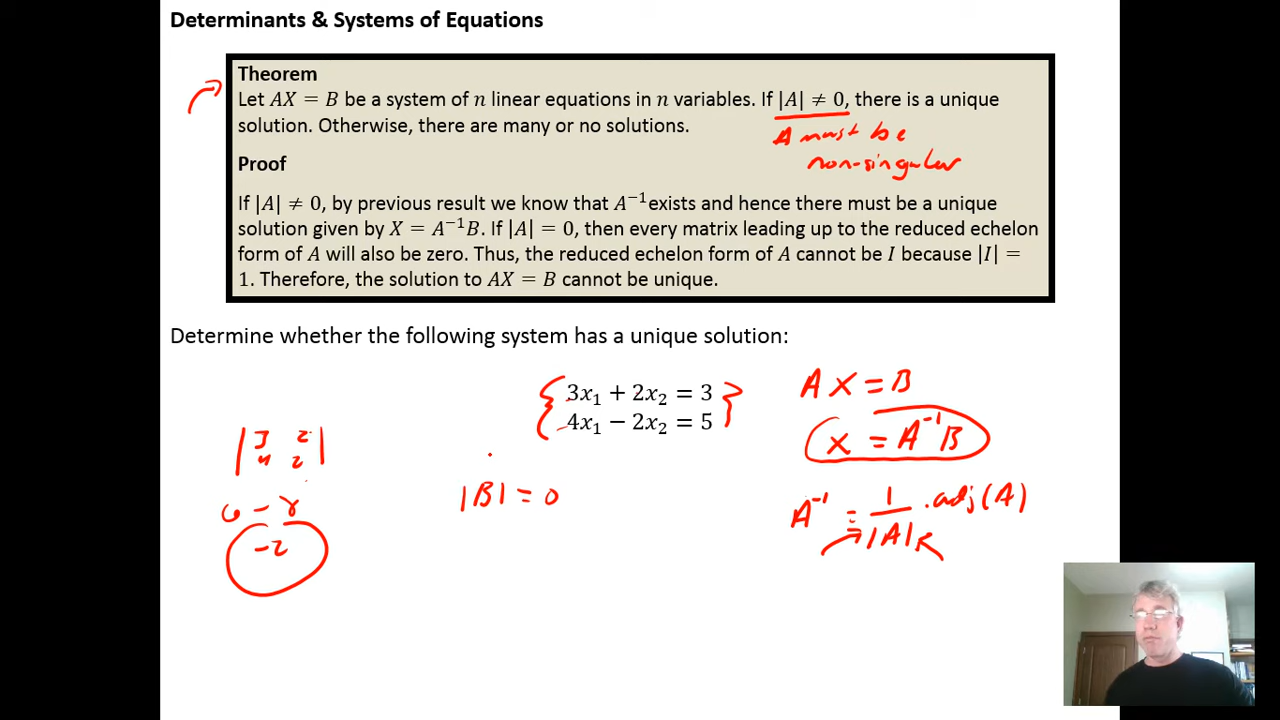 Determinants & Systems of Equations
Theorem
Let AX = B be a system of n linear equations in n variables. If |A| ≠ 0, there is a unique
solution. Otherwise, there are many or no solutions.
A must be
non-singular
Proof
If |A| ≠ 0, by previous result we know that A⁻¹exists and hence there must be a unique
solution given by X = A⁻¹B. If |A| = 0, then every matrix leading up to the reduced echelon
form of A will also be zero. Thus, the reduced echelon form of A cannot be I because |I| =
1. Therefore, the solution to AX = B cannot be unique.
Determine whether the following system has a unique solution:
3x₁ + 2x₂ = 3
4x₁ − 2x₂ = 5
A X = B
X = A⁻¹B
A⁻¹ = 1/|A| . adj(A)
|3 2|
|4 2|
6 - 8
-2
|B| = 0